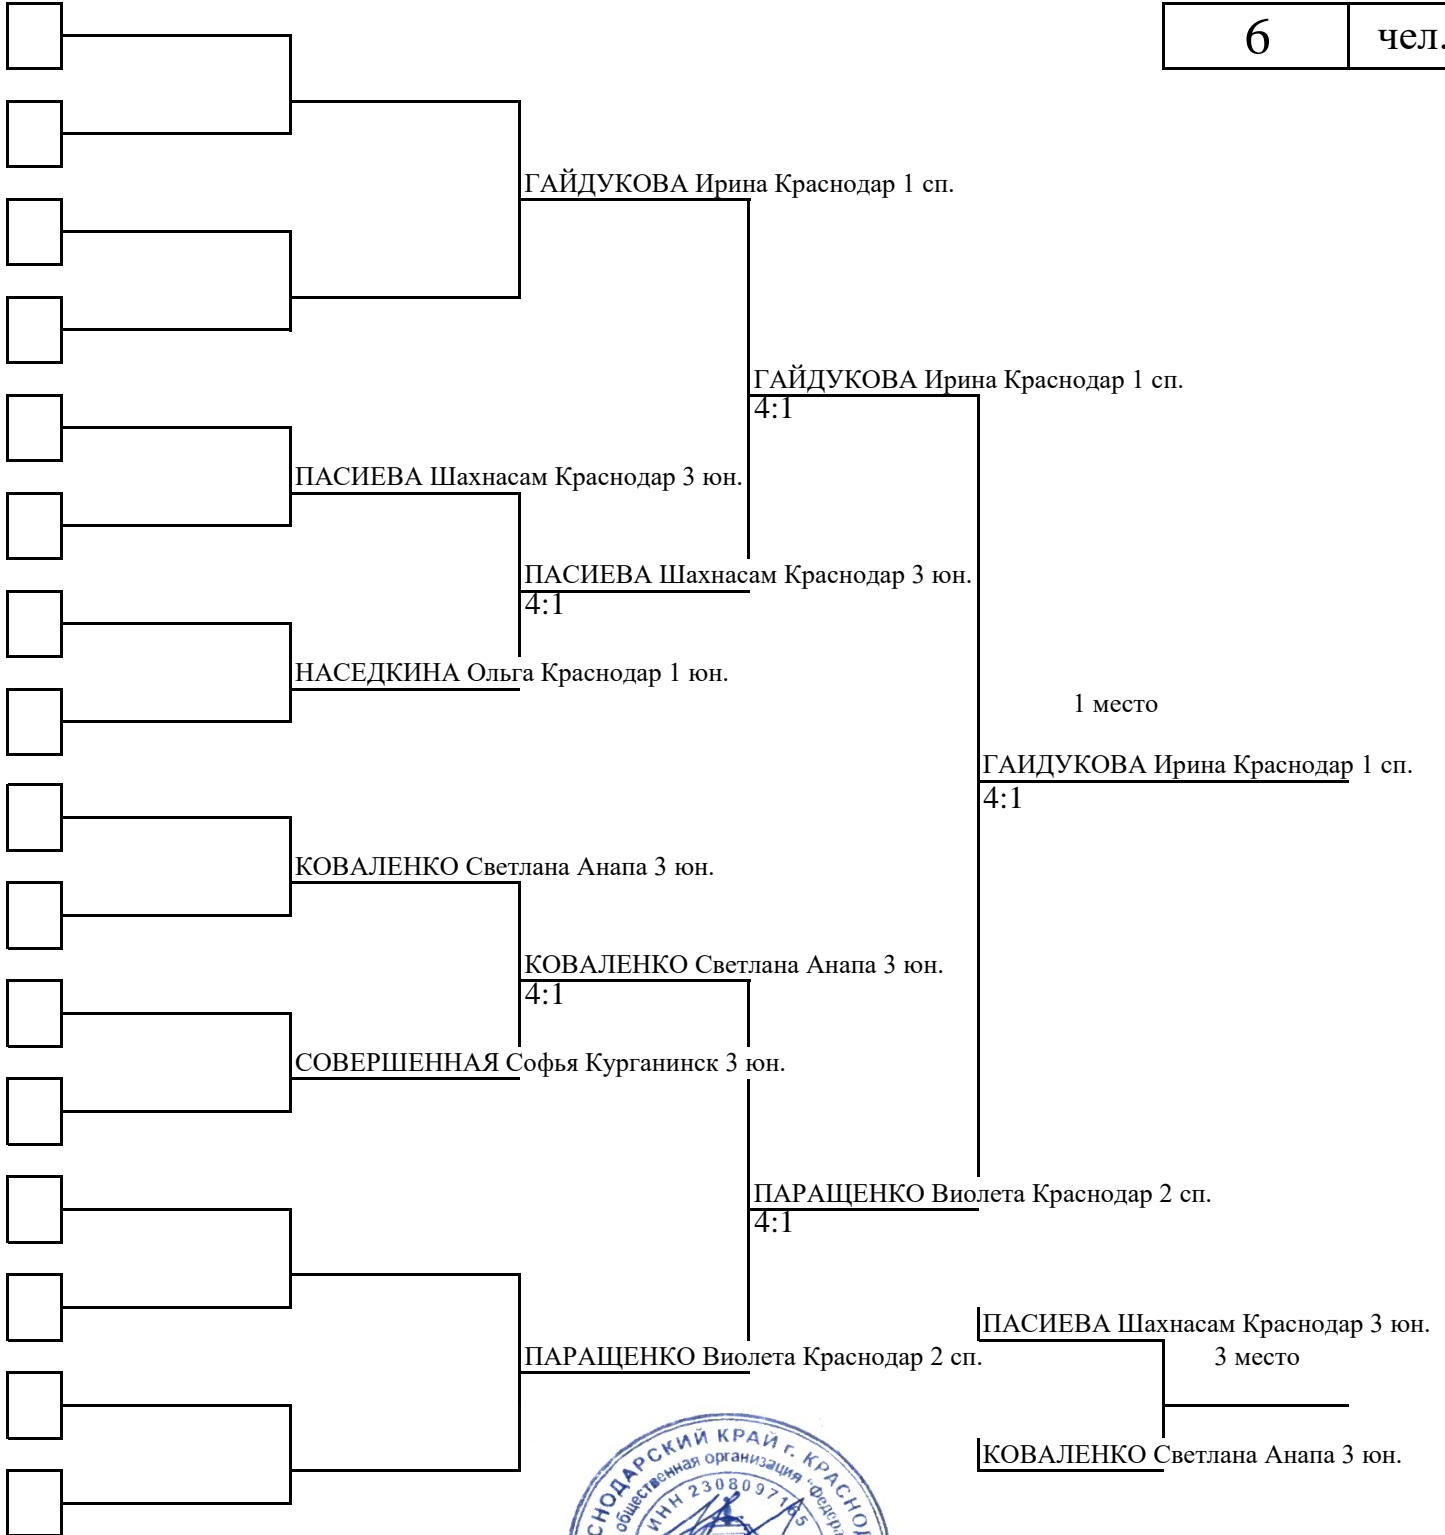 6 чел.
ГАЙДУКОВА Ирина Краснодар 1 сп.
ГАЙДУКОВА Ирина Краснодар 1 сп.
4:1
ПАСИЕВА Шахнасам Краснодар 3 юн.
ПАСИЕВА Шахнасам Краснодар 3 юн.
4:1
НАСЕДКИНА Ольга Краснодар 1 юн.
1 место
ГАИДУКОВА Ирина Краснодар 1 сп.
4:1
КОВАЛЕНКО Светлана Анапа 3 юн.
КОВАЛЕНКО Светлана Анапа 3 юн.
4:1
СОВЕРШЕННАЯ Софья Курганинск 3 юн.
ПАРАЩЕНКО Виолета Краснодар 2 сп.
4:1
ПАСИЕВА Шахнасам Краснодар 3 юн.
ПАРАЩЕНКО Виолета Краснодар 2 сп.
3 место
КОВАЛЕНКО Светлана Анапа 3 юн.
КРАЙ г.
общественная организация
ИНН 2308097165